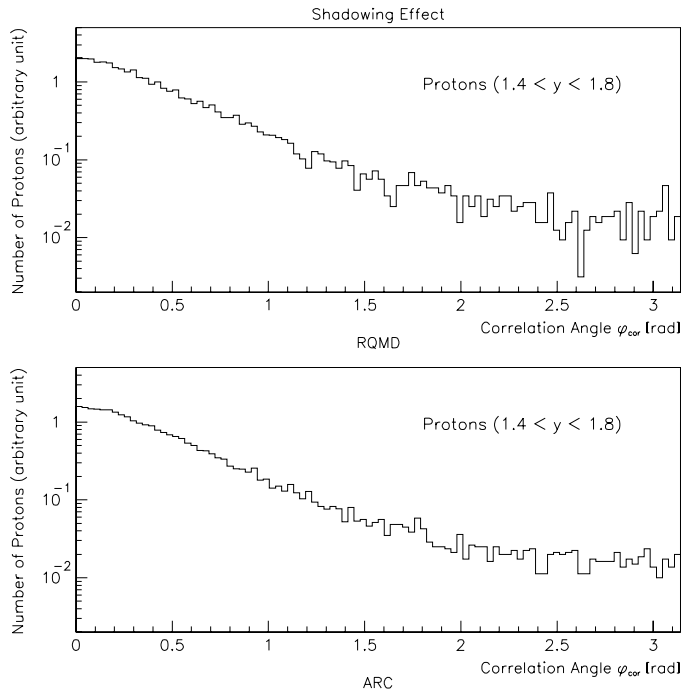 Shadowing Effect
Number of Protons (arbitrary unit)
Protons (1.4 < y < 1.8)
1
10^-1
10^-2
0 0.5 1 1.5 2 2.5 3
Correlation Angle φcor [rad]
RQMD
Number of Protons (arbitrary unit)
Protons (1.4 < y < 1.8)
1
10^-1
10^-2
0 0.5 1 1.5 2 2.5 3
Correlation Angle φcor [rad]
ARC